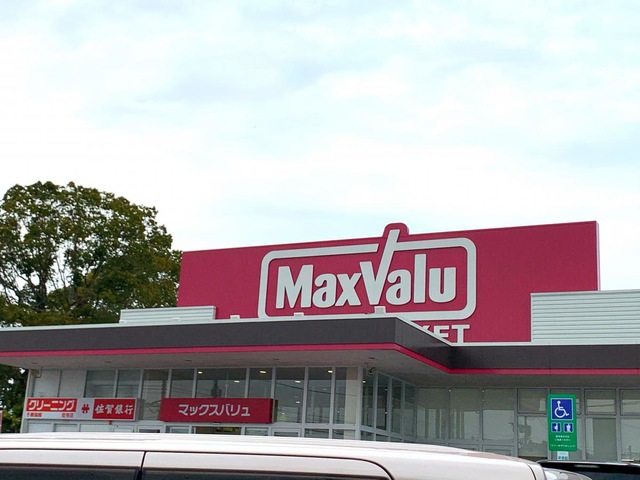 MaxValu
KET
クリーニング
佐賀銀行
マックスバリュ